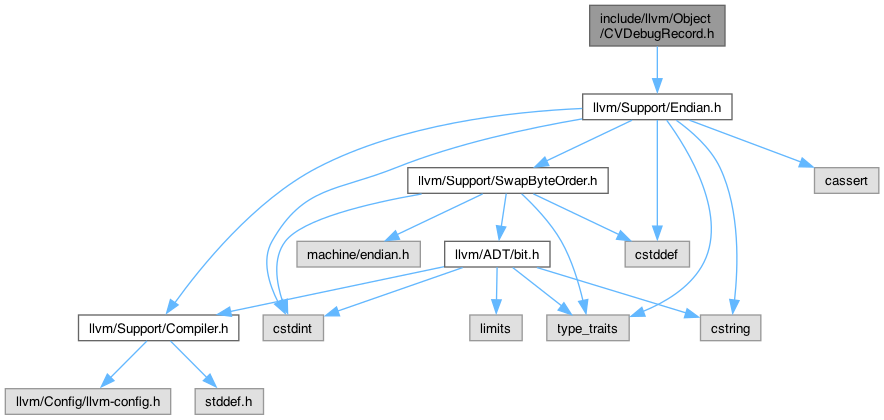 include/llvm/Object
/CVDebugRecord.h
llvm/Support/Endian.h
llvm/Support/SwapByteOrder.h
cassert
machine/endian.h
llvm/ADT/bit.h
cstddef
llvm/Support/Compiler.h
cstdint
limits
type_traits
cstring
llvm/Config/llvm-config.h
stddef.h